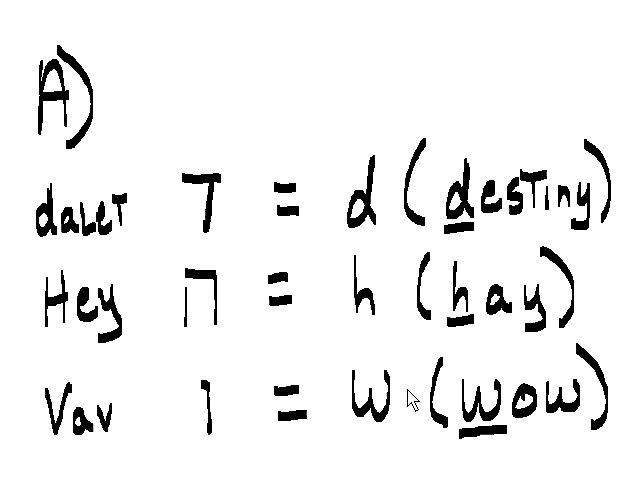 A)
daLeT ד = d (desTiny)
Hey ח = h (hay)
Vav ו = w (wow)